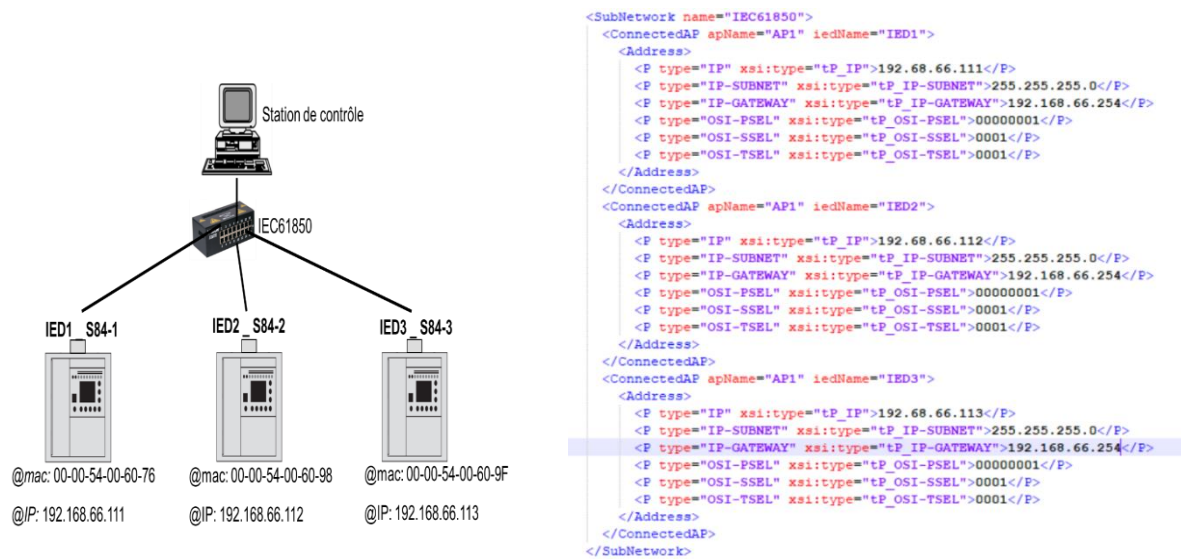 Station de contrôle
IEC61850
IED1_S84-1
IED2_S84-2
IED3_S84-3
@mac: 00-00-54-00-60-76
@mac: 00-00-54-00-60-98
@mac: 00-00-54-00-60-9F
@IP: 192.168.66.111
@IP: 192.168.66.112
@IP: 192.168.66.113
<SubNetwork name="IEC61850">
<ConnectedAP apName="AP1" iedName="IED1">
<Address>
<P type="IP" xsi:type="tP_IP">192.68.66.111</P>
<P type="IP-SUBNET" xsi:type="tP_IP-SUBNET">255.255.255.0</P>
<P type="IP-GATEWAY" xsi:type="tP_IP-GATEWAY">192.168.66.254</P>
<P type="OSI-PSEL" xsi:type="tP_OSI-PSEL">00000001</P>
<P type="OSI-SSEL" xsi:type="tP_OSI-SSEL">0001</P>
<P type="OSI-TSEL" xsi:type="tP_OSI-TSEL">0001</P>
</Address>
</ConnectedAP>
<ConnectedAP apName="AP1" iedName="IED2">
<Address>
<P type="IP" xsi:type="tP_IP">192.68.66.112</P>
<P type="IP-SUBNET" xsi:type="tP_IP-SUBNET">255.255.255.0</P>
<P type="IP-GATEWAY" xsi:type="tP_IP-GATEWAY">192.168.66.254</P>
<P type="OSI-PSEL" xsi:type="tP_OSI-PSEL">00000001</P>
<P type="OSI-SSEL" xsi:type="tP_OSI-SSEL">0001</P>
<P type="OSI-TSEL" xsi:type="tP_OSI-TSEL">0001</P>
</Address>
</ConnectedAP>
<ConnectedAP apName="AP1" iedName="IED3">
<Address>
<P type="IP" xsi:type="tP_IP">192.68.66.113</P>
<P type="IP-SUBNET" xsi:type="tP_IP-SUBNET">255.255.255.0</P>
<P type="IP-GATEWAY" xsi:type="tP_IP-GATEWAY">192.168.66.254</P>
<P type="OSI-PSEL" xsi:type="tP_OSI-PSEL">00000001</P>
<P type="OSI-SSEL" xsi:type="tP_OSI-SSEL">0001</P>
<P type="OSI-TSEL" xsi:type="tP_OSI-TSEL">0001</P>
</Address>
</ConnectedAP>
</SubNetwork>